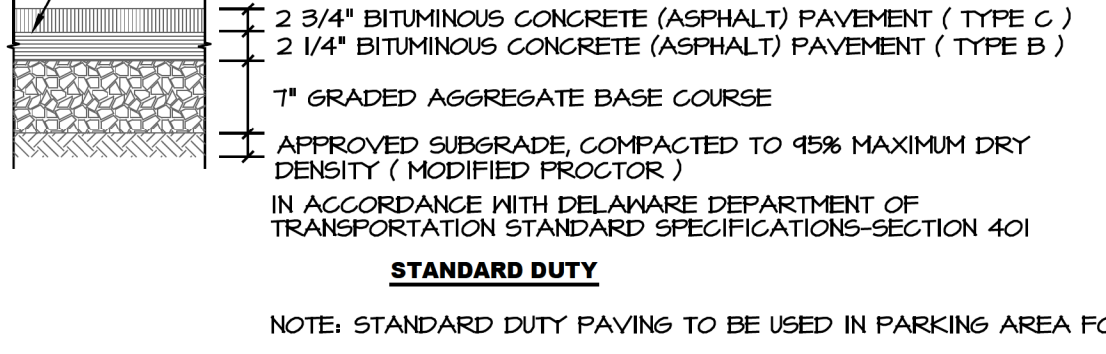 2 3/4" BITUMINOUS CONCRETE (ASPHALT) PAVEMENT ( TYPE C )
2 1/4" BITUMINOUS CONCRETE (ASPHALT) PAVEMENT ( TYPE B )
7" GRADED AGGREGATE BASE COURSE
APPROVED SUBGRADE, COMPACTED TO 95% MAXIMUM DRY
DENSITY ( MODIFIED PROCTOR )
IN ACCORDANCE WITH DELAWARE DEPARTMENT OF
TRANSPORTATION STANDARD SPECIFICATIONS-SECTION 401
STANDARD DUTY
NOTE: STANDARD DUTY PAVING TO BE USED IN PARKING AREA